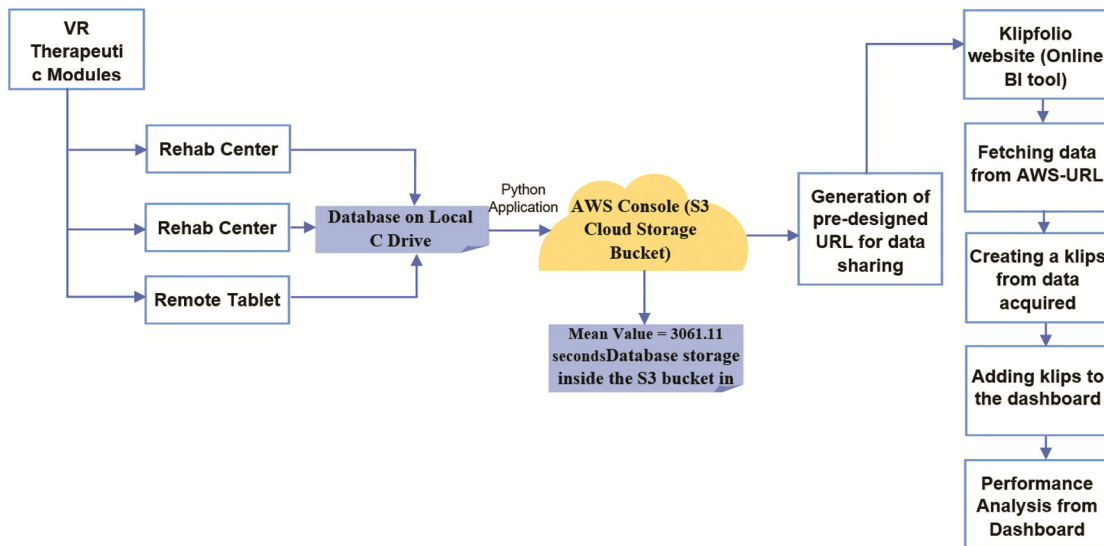 VR
Therapeuti
c Modules
Rehab Center
Rehab Center
Remote Tablet
Database on Local
C Drive
Python
Application
AWS Console (S3
Cloud Storage
Bucket)
Mean Value = 3061.11
secondsDatabase storage
inside the S3 bucket in
Generation of
pre-designed
URL for data
sharing
Klipfolio
website (Online
BI tool)
Fetching data
from AWS-URL
Creating a klips
from data
acquired
Adding klips to
the dashboard
Performance
Analysis from
Dashboard